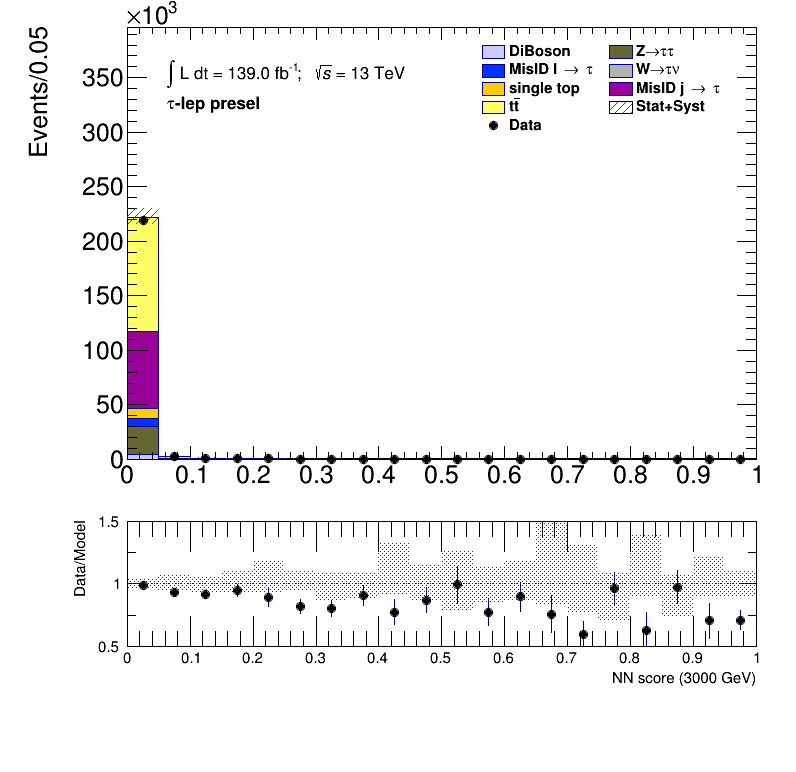 ×10³
Events/0.05
350
300
250
200
150
100
50
0
∫ L dt = 139.0 fb⁻¹; √s = 13 TeV
τ-lep presel
DiBoson
MisID l → τ
single top
tt̄
Data
Z→ττ
W→τν
MisID j → τ
Stat+Syst
0 0.1 0.2 0.3 0.4 0.5 0.6 0.7 0.8 0.9 1
Data/Model
1.5
1
0.5
0 0.1 0.2 0.3 0.4 0.5 0.6 0.7 0.8 0.9 1
NN score (3000 GeV)